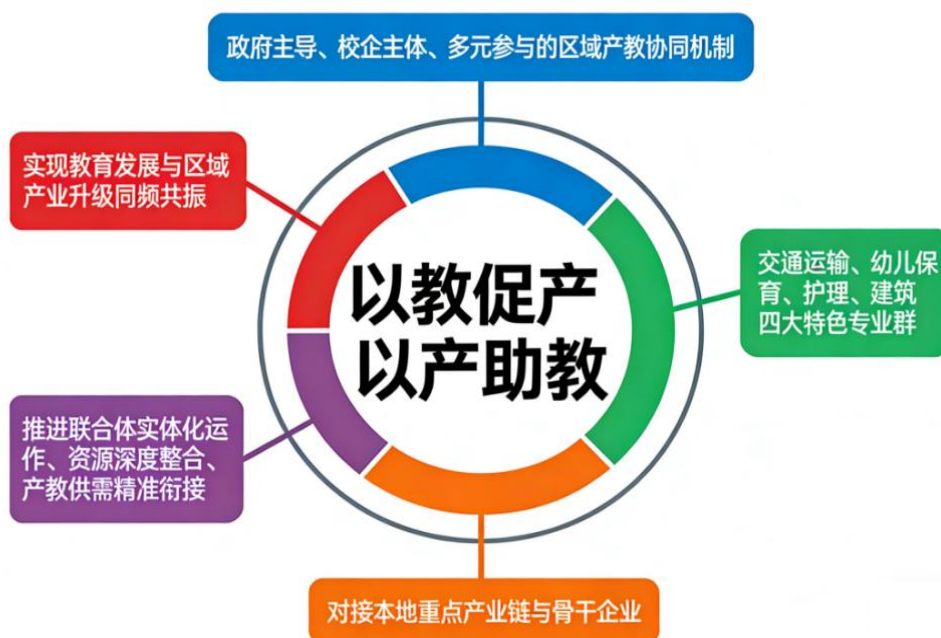 政府主导、校企主体、多元参与的区域产教协同机制
实现教育发展与区域
产业升级同频共振
以教促产
以产助教
交通运输、幼儿保
育、护理、建筑
四大特色专业群
推进联合体实体化运
作、资源深度整合、
产教供需精准衔接
对接本地重点产业链与骨干企业